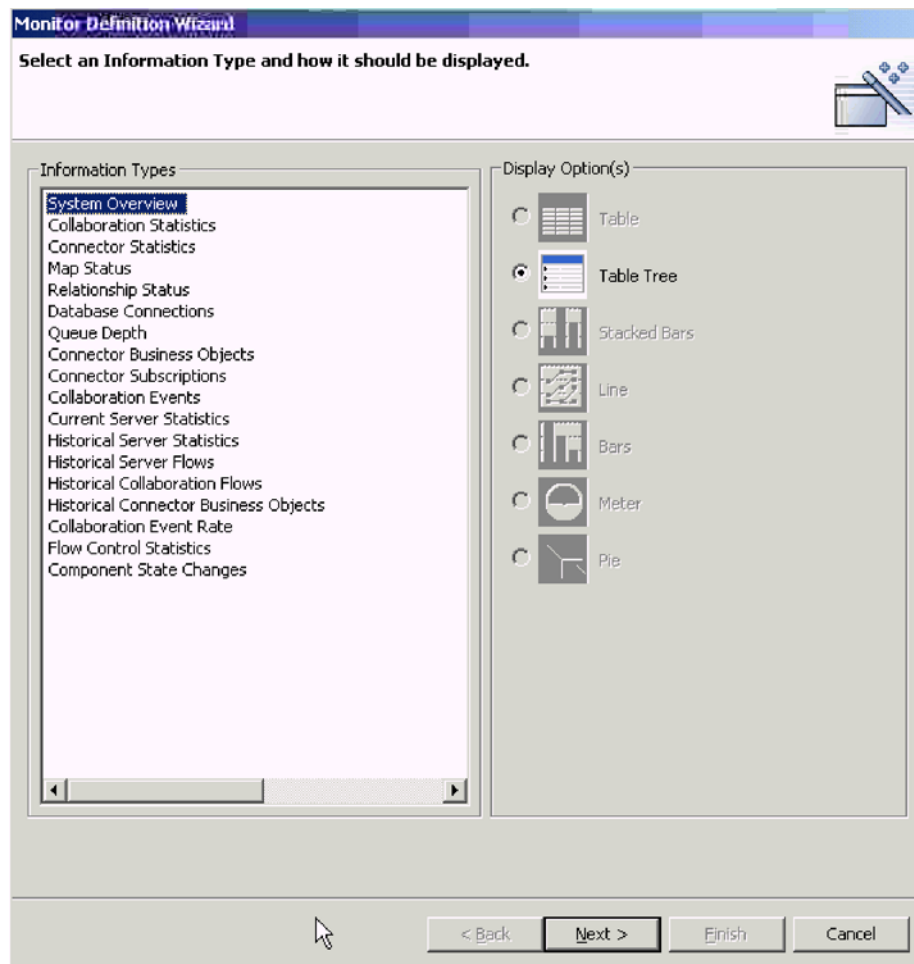 Monitor Definition Wizard
Select an Information Type and how it should be displayed.
Information Types
System Overview
Collaboration Statistics
Connector Statistics
Map Status
Relationship Status
Database Connections
Queue Depth
Connector Business Objects
Connector Subscriptions
Collaboration Events
Current Server Statistics
Historical Server Statistics
Historical Server Flows
Historical Collaboration Flows
Historical Connector Business Objects
Collaboration Event Rate
Flow Control Statistics
Component State Changes
Display Option(s)
Table
Table Tree
Stacked Bars
Line
Bars
Meter
Pie
< Back
Next >
Finish
Cancel